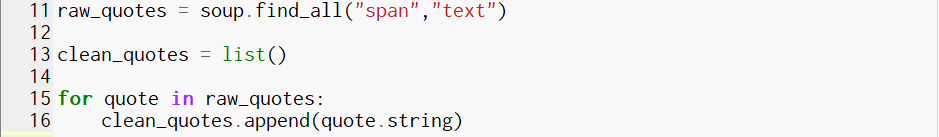 11 raw_quotes = soup.find_all("span","text")
12
13 clean_quotes = list()
14
15 for quote in raw_quotes:
16     clean_quotes.append(quote.string)